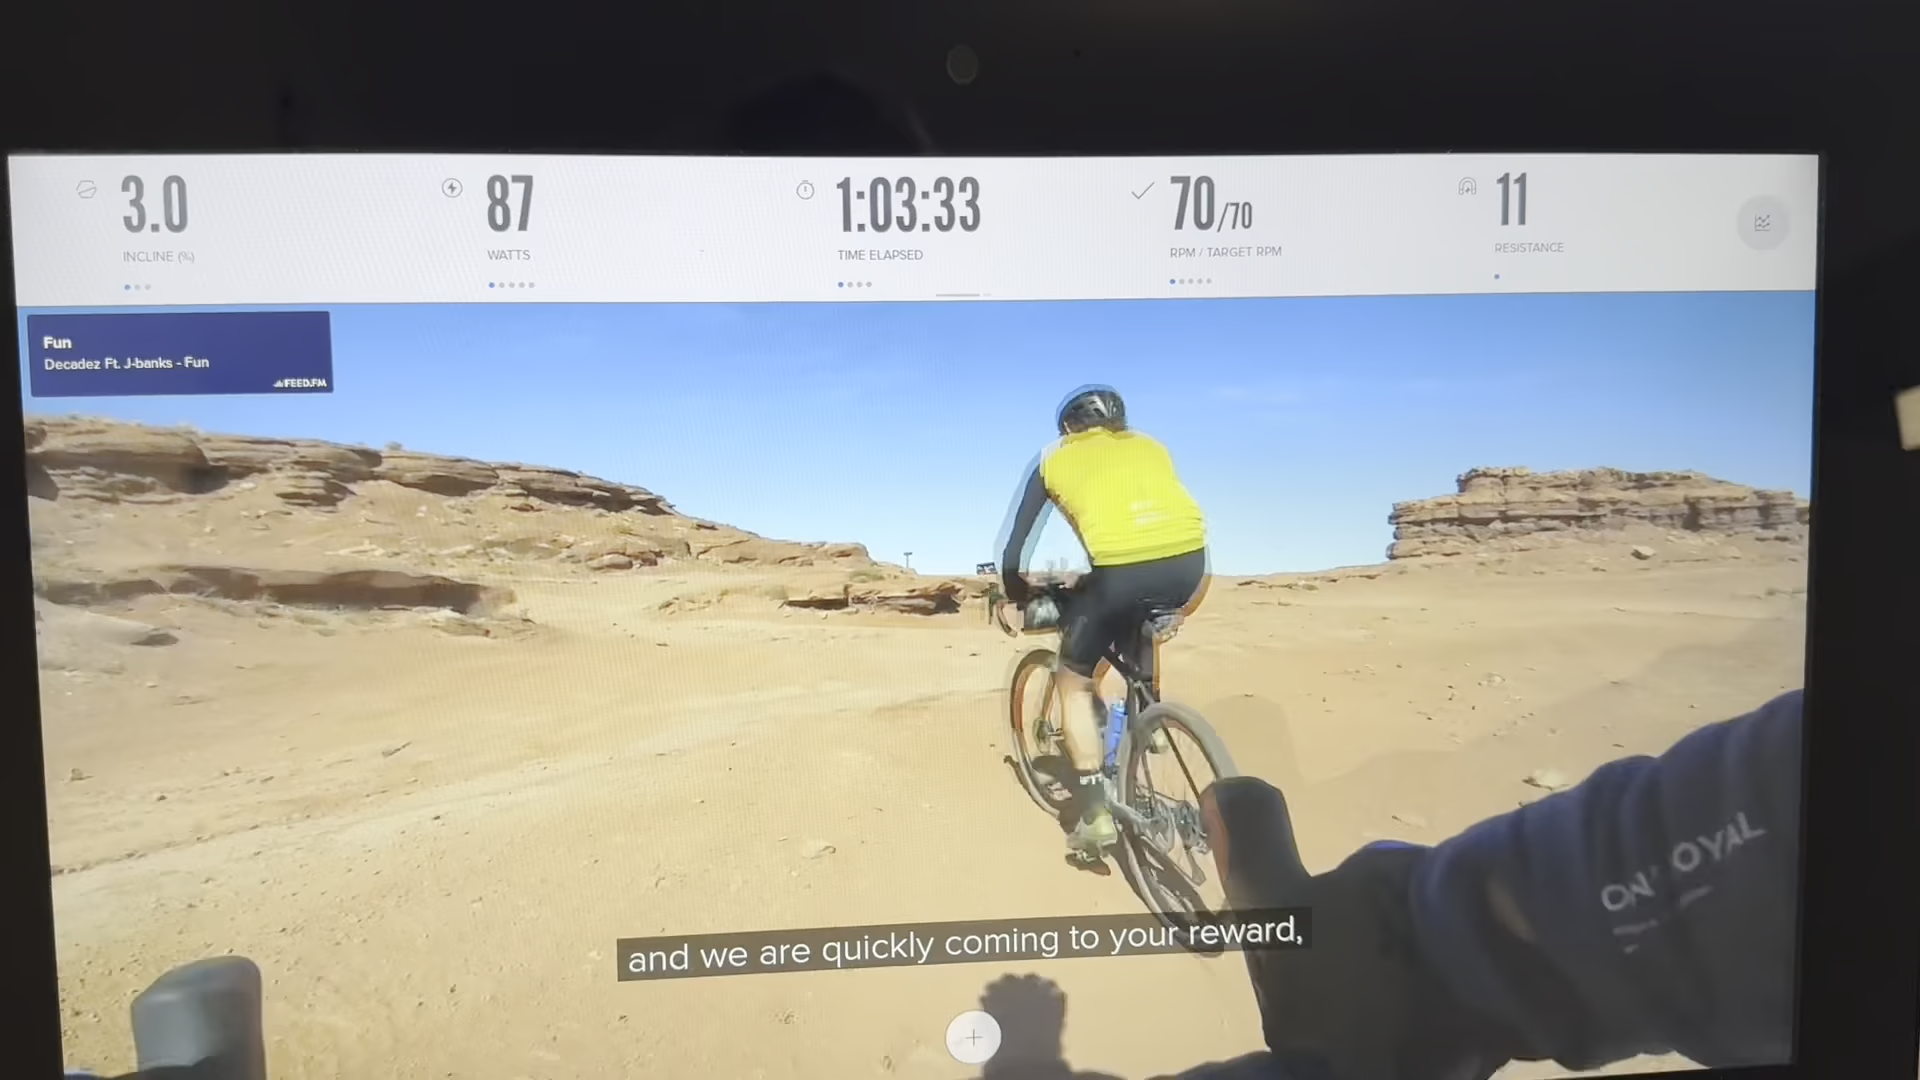 3.0
INCLINE (%)
87
WATTS
1:03:33
TIME ELAPSED
70/70
RPM / TARGET RPM
11
RESISTANCE
Fun
Decadez Ft. J-banks - Fun
FEED.FM
and we are quickly coming to your reward,